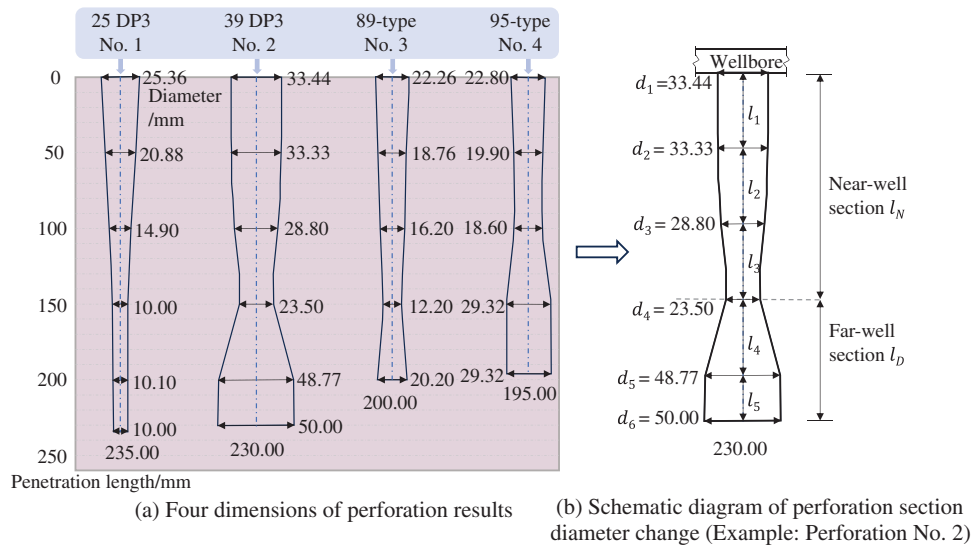 25 DP3 39 DP3 89-type 95-type
No. 1 No. 2 No. 3 No. 4
0 25.36 33.44 22.26 22.80
Diameter
/mm
50 20.88 33.33 18.76 19.90
100 14.90 28.80 16.20 18.60
150 10.00 23.50 12.20 29.32
200 10.10 48.77 20.20 29.32
200.00 195.00
10.00 50.00
235.00 230.00
250
Penetration length/mm
(a) Four dimensions of perforation results
Wellbore
d₁=33.44
l₁
d₂ = 33.33
l₂
Near-well
section l_N
d₃ = 28.80
l₃
d₄ = 23.50
Far-well
section l_D
l₄
d₅ = 48.77
l₅
d₆ = 50.00
230.00
(b) Schematic diagram of perforation section
diameter change (Example: Perforation No. 2)